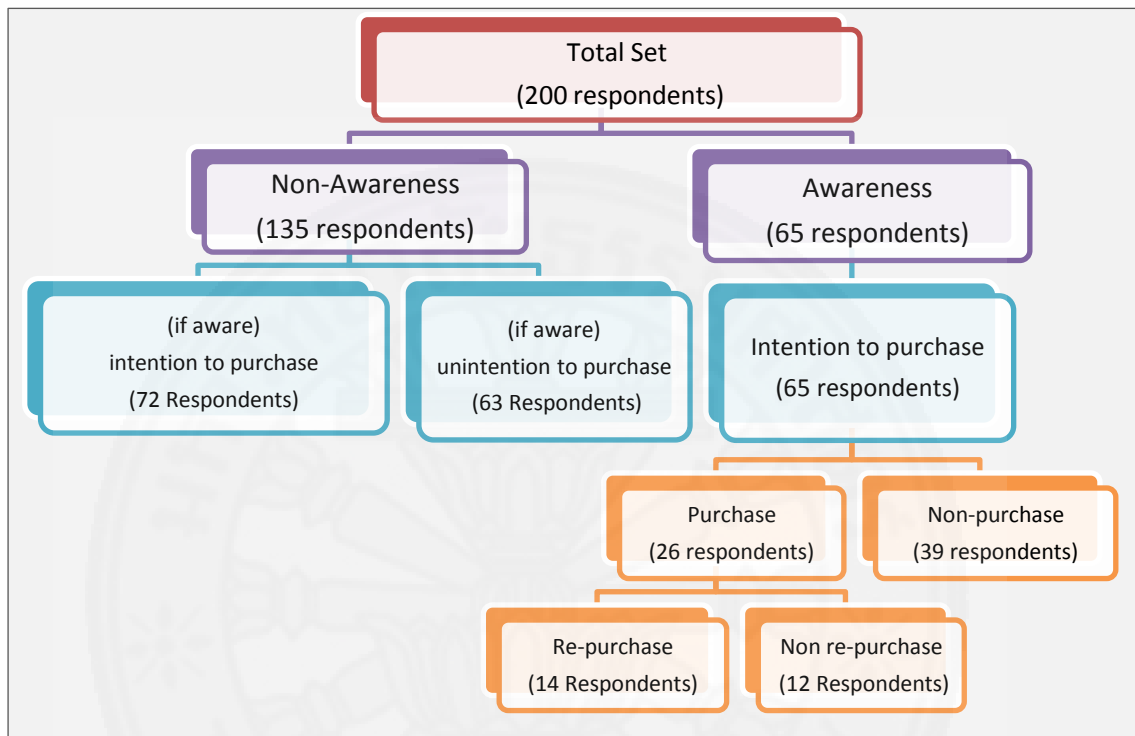 Total Set
(200 respondents)
Non-Awareness
(135 respondents)
Awareness
(65 respondents)
(if aware)
intention to purchase
(72 Respondents)
(if aware)
unintention to purchase
(63 Respondents)
Intention to purchase
(65 respondents)
Purchase
(26 respondents)
Non-purchase
(39 respondents)
Re-purchase
(14 Respondents)
Non re-purchase
(12 Respondents)